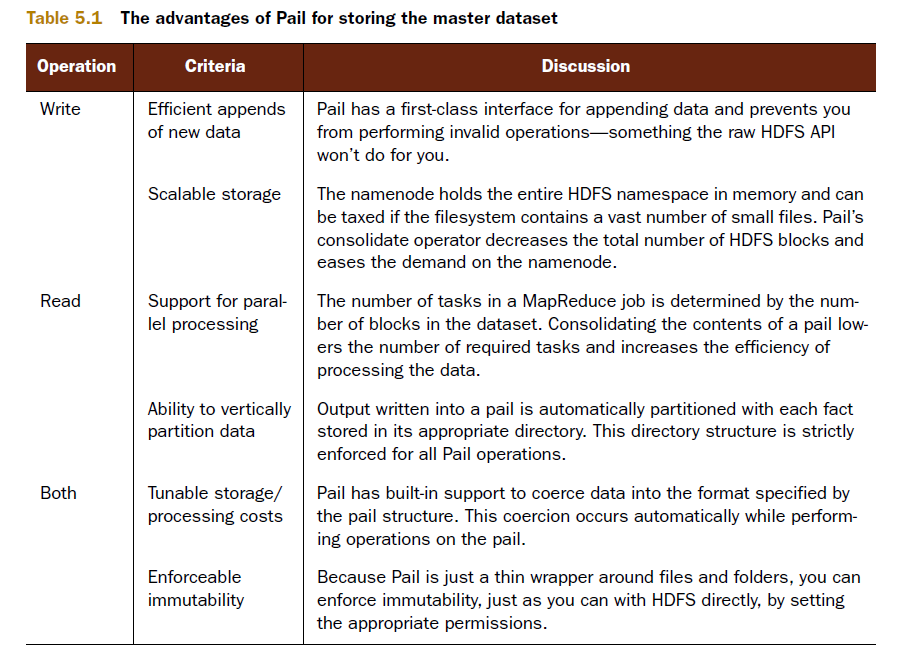 Table 5.1 The advantages of Pail for storing the master dataset
Operation Criteria Discussion
Write Efficient appends of new data Pail has a first-class interface for appending data and prevents you
from performing invalid operations—something the raw HDFS API
won’t do for you.
Scalable storage The namenode holds the entire HDFS namespace in memory and can
be taxed if the filesystem contains a vast number of small files. Pail’s
consolidate operator decreases the total number of HDFS blocks and
eases the demand on the namenode.
Read Support for paral-
lel processing
The number of tasks in a MapReduce job is determined by the num-
ber of blocks in the dataset. Consolidating the contents of a pail low-
ers the number of required tasks and increases the efficiency of
processing the data.
Ability to vertically
partition data
Output written into a pail is automatically partitioned with each fact
stored in its appropriate directory. This directory structure is strictly
enforced for all Pail operations.
Both Tunable storage/
processing costs
Pail has built-in support to coerce data into the format specified by
the pail structure. This coercion occurs automatically while perform-
ing operations on the pail.
Enforceable
immutability
Because Pail is just a thin wrapper around files and folders, you can
enforce immutability, just as you can with HDFS directly, by setting
the appropriate permissions.